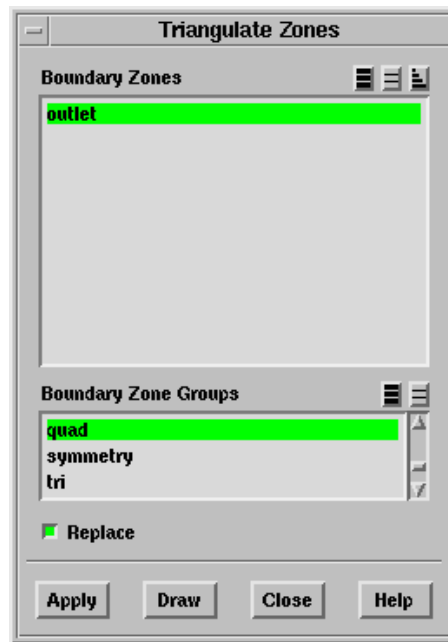 Triangulate Zones
Boundary Zones
outlet
Boundary Zone Groups
quad
symmetry
tri
Replace
Apply Draw Close Help